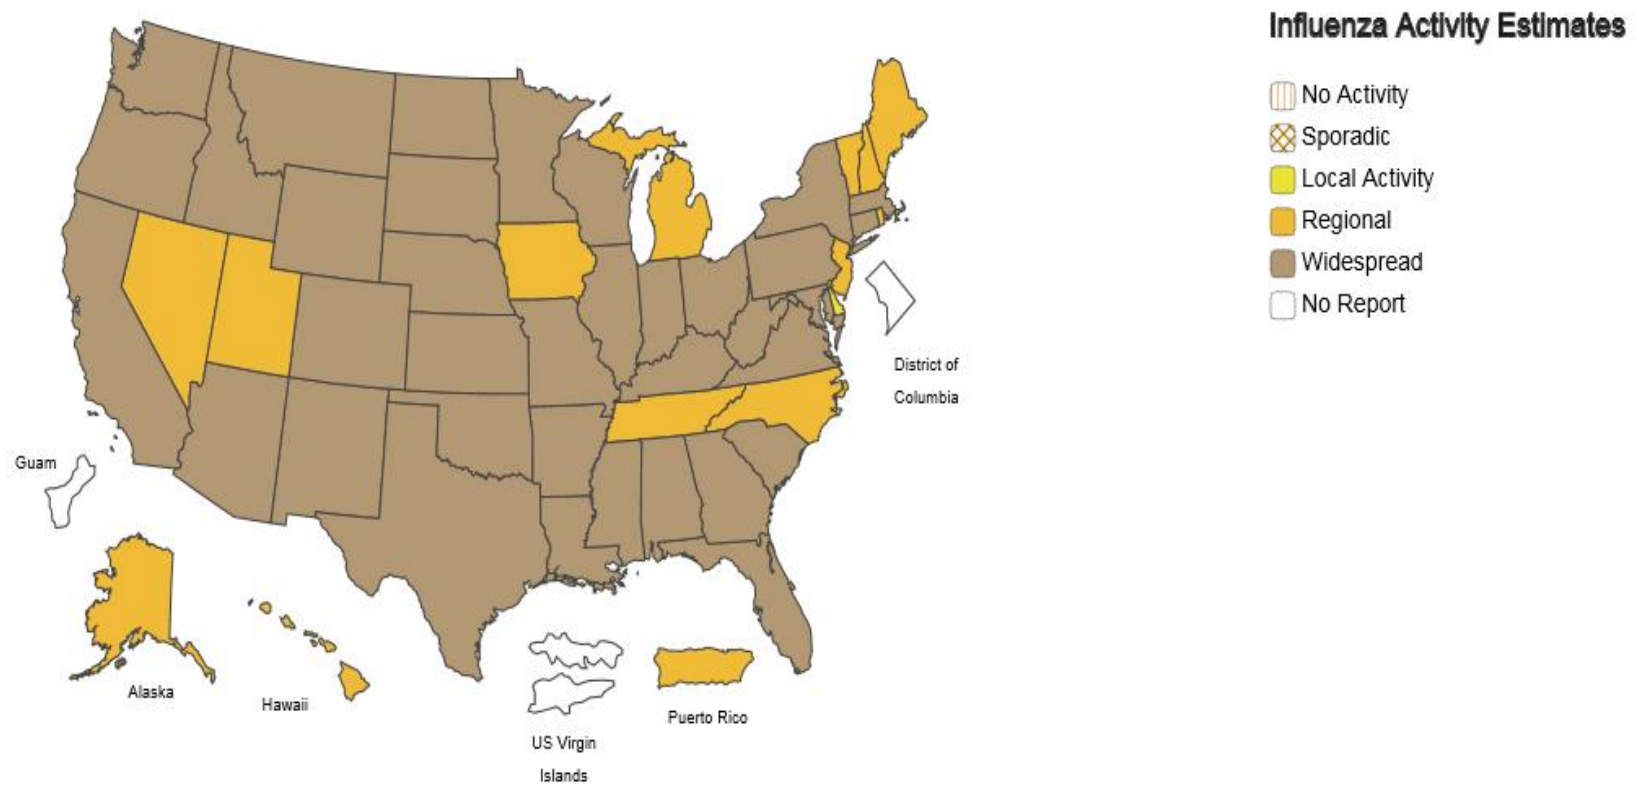 Influenza Activity Estimates
No Activity
Sporadic
Local Activity
Regional
Widespread
No Report
District of
Columbia
Guam
Alaska
Hawaii
US Virgin
Islands
Puerto Rico